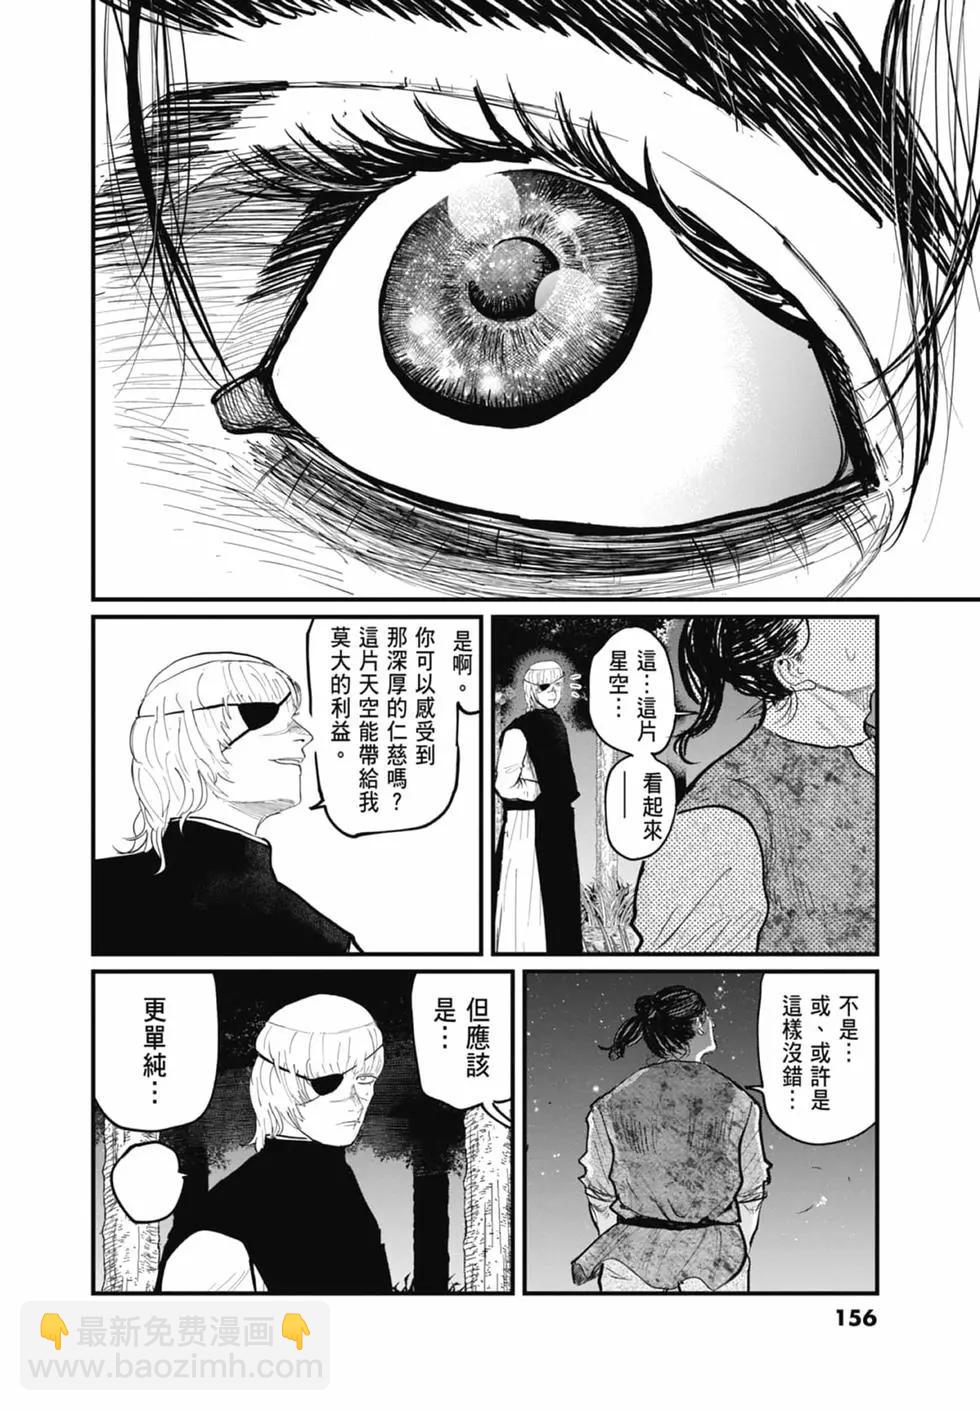 這…這片
星空…
看起來
——
是啊。
你可以感受到
那深厚的仁慈嗎？
這片天空能帶給我
莫大的利益。
不是…
或、或許是
這樣沒錯…
但應該
是…
更單純…
156
👇最新免費漫画👇
www.baozimh.com